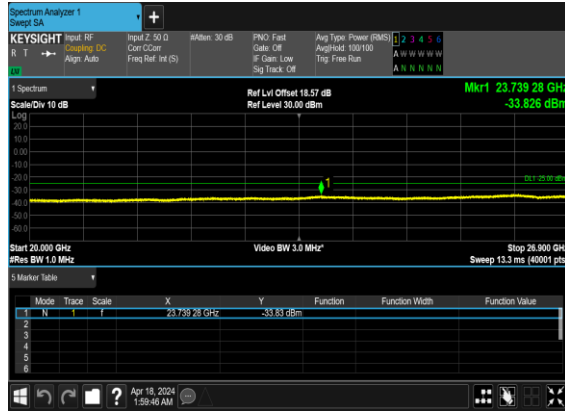 Spectrum Analyzer 1
Swept SA
+
KEYSIGHT
R T
Input: RF
Coupling: DC
Align: Auto
Input Z: 50 Ω
Corr CCorr
Freq Ref: Int (S)
#Atten: 30 dB
PNO: Fast
Gate: Off
IF Gain: Low
Sig Track: Off
Avg Type: Power (RMS)
Avg|Hold: 100/100
Trig: Free Run
1 2 3 4 5 6
A W W W W W
A N N N N N
1 Spectrum
Scale/Div 10 dB
Ref Lvl Offset 18.57 dB
Ref Level 30.00 dBm
Mkr1 23.739 28 GHz
-33.826 dBm
Log
20.0
10.0
0.00
-10.0
-20.0
-30.0
-40.0
-50.0
-60.0
1
DL1 -25.00 dBm
Start 20.000 GHz
#Res BW 1.0 MHz
Video BW 3.0 MHz*
Stop 26.900 GHz
Sweep 13.3 ms (40001 pts)
5 Marker Table
Mode Trace Scale X Y Function Function Width Function Value
1 N 1 f 23.739 28 GHz -33.83 dBm
2
3
4
5
6
?
Apr 18, 2024
1:59:46 AM